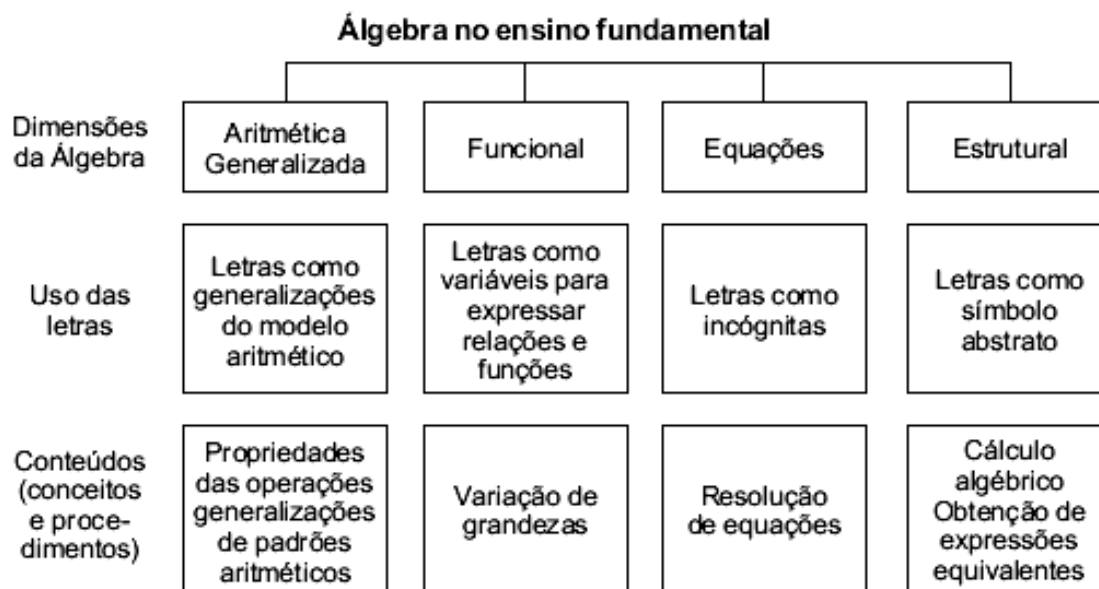 Álgebra no ensino fundamental
Dimensões
da Álgebra
Aritmética
Generalizada
Funcional
Equações
Estrutural
Uso das
letras
Letras como
generalizações
do modelo
aritmético
Letras como
variáveis para
expressar
relações e
funções
Letras como
incógnitas
Letras como
símbolo
abstrato
Conteúdos
(conceitos
e proce-
dimentos)
Propriedades
das operações
generalizações
de padrões
aritméticos
Variação de
grandezas
Resolução
de equações
Cálculo
algébrico
Obtenção de
expressões
equivalentes